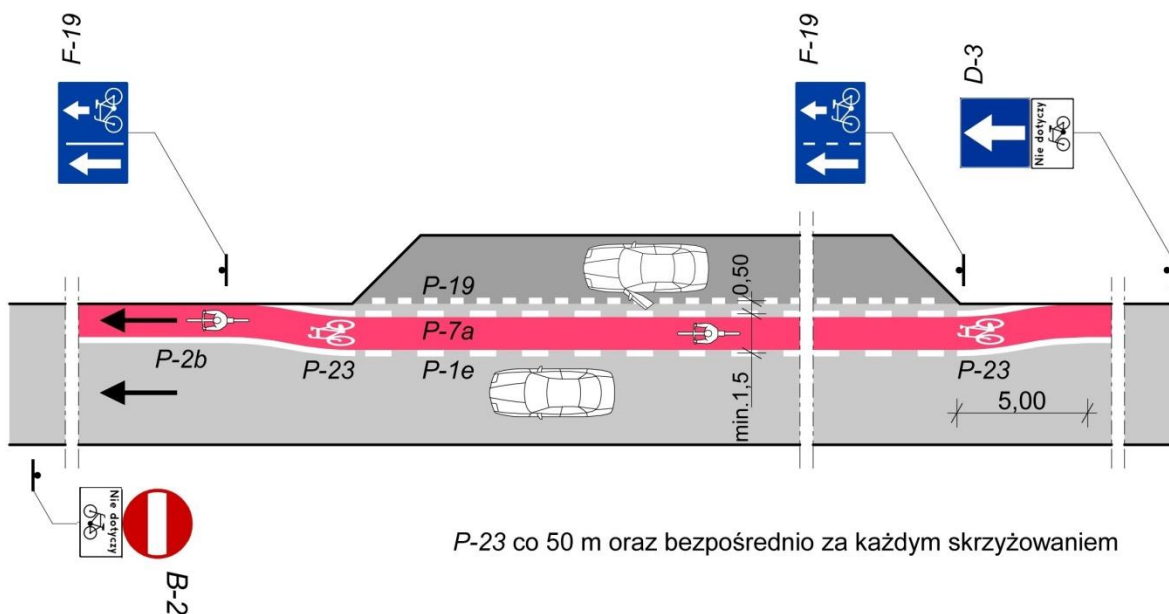 F-19
F-19
D-3
Nie dotyczy
P-19
0,50
P-7a
P-2b
P-23
P-1e
min.1,5
P-23
5,00
Nie dotyczy
B-2
P-23 co 50 m oraz bezpośrednio za każdym skrzyżowaniem